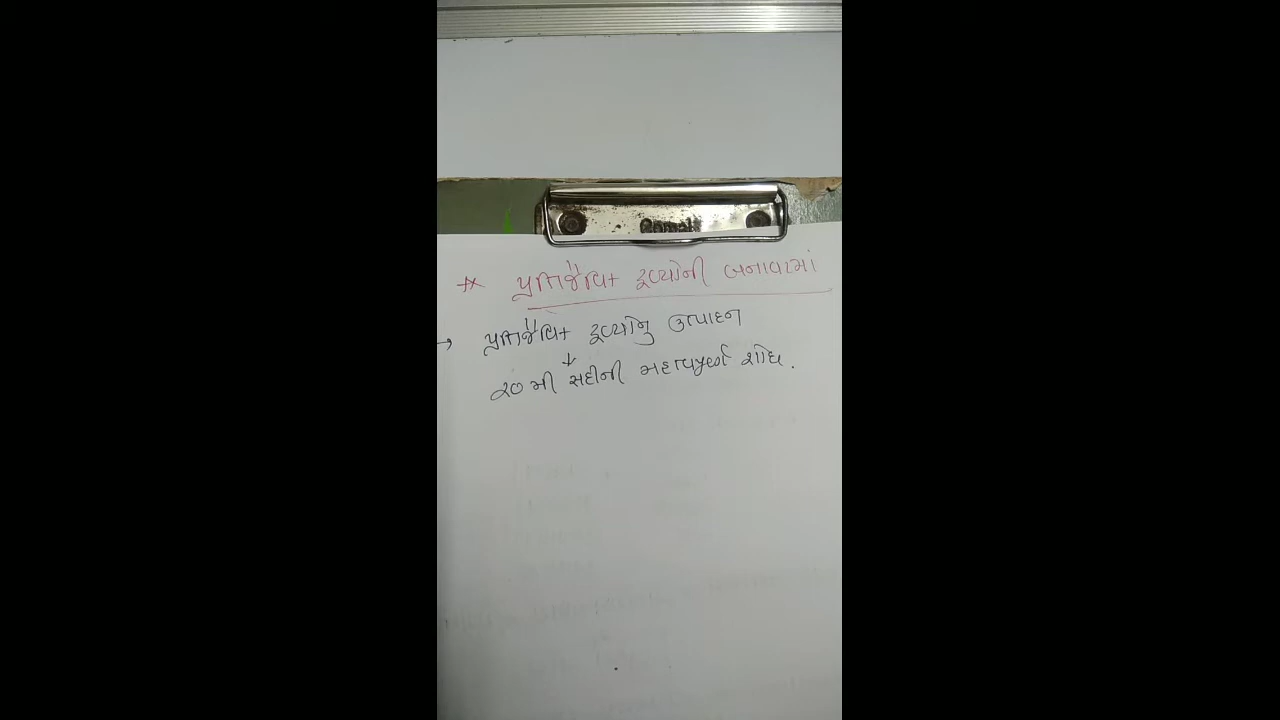 * પ્રતિજૈવિક દ્રવ્યોની બનાવટમાં
→ પ્રતિજૈવિક દ્રવ્યોનુ ઉત્પાદન
↓
૨૦ મી સદીની મહત્વપૂર્ણ શોધ.